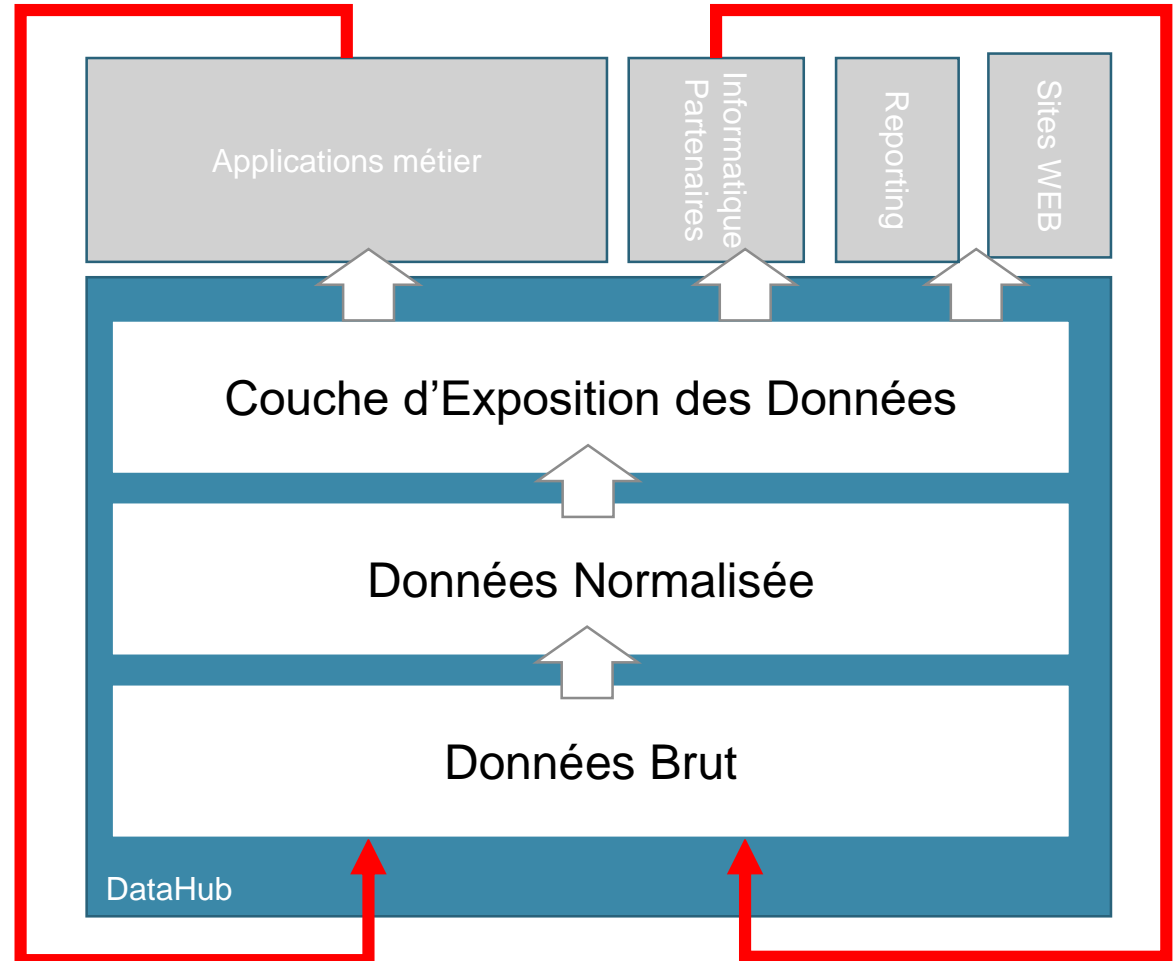 Applications métier
Informatique
Partenaires
Reporting
Sites WEB
Couche d’Exposition des Données
Données Normalisée
Données Brut
DataHub